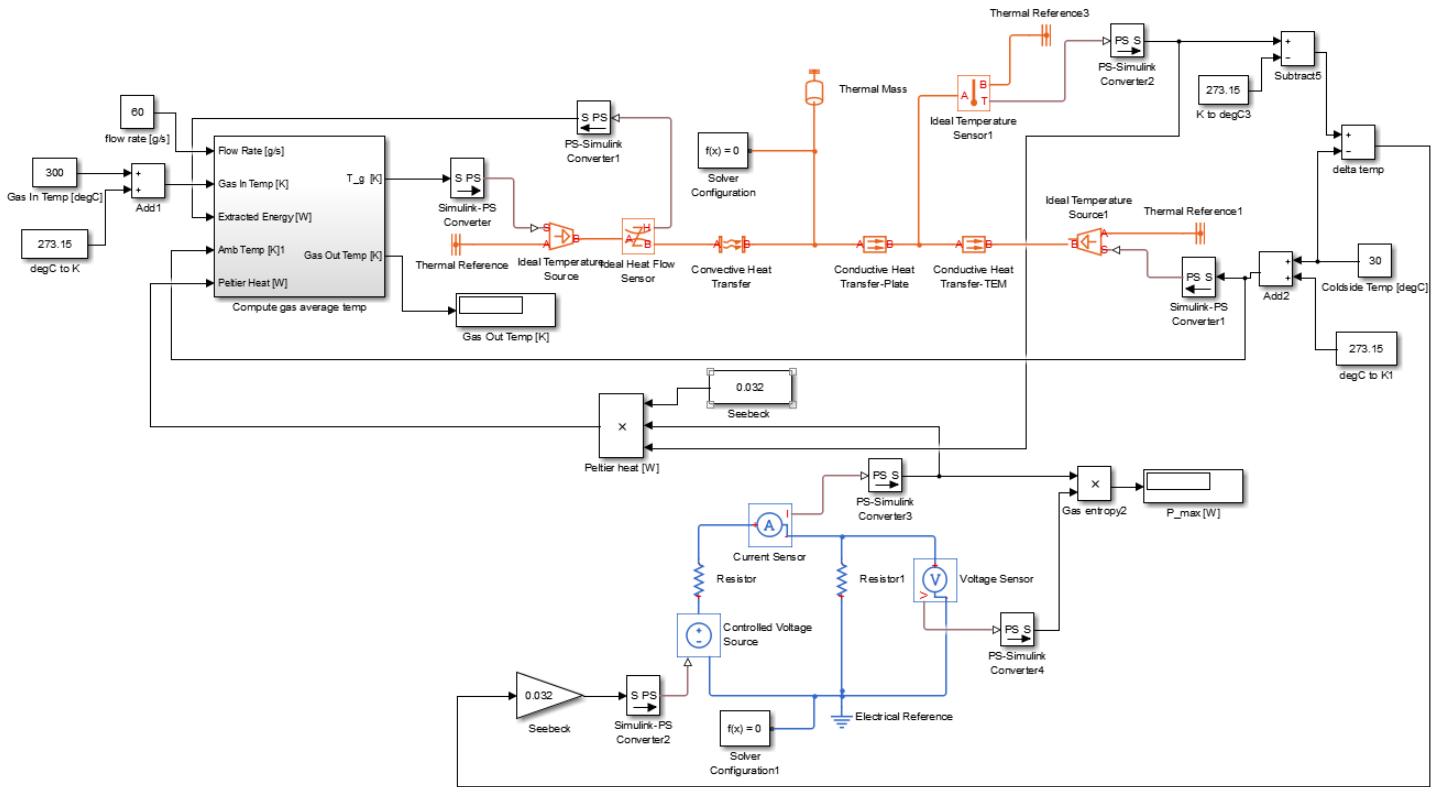 Thermal Reference3
A
B
T
PS S
PS-Simulink
Converter2
+
−
Subtract5
273.15
K to degC3
Ideal Temperature
Sensor1
Thermal Mass
60
flow rate [g/s]
S PS
PS-Simulink
Converter1
f(x) = 0
Solver
Configuration
+
−
delta temp
300
Gas In Temp [degC]
+
+
Add1
273.15
degC to K
Flow Rate [g/s]
Gas In Temp [K]
Extracted Energy [W]
Amb Temp [K]1
Peltier Heat [W]
T_g [K]
Gas Out Temp [K]
Compute gas average temp
S PS
Simulink-PS
Converter
Thermal Reference
S
A
B
Ideal Temperature
Source
A
H
B
Ideal Heat Flow
Sensor
A
B
Convective Heat
Transfer
A
B
Conductive Heat
Transfer-Plate
A
B
Conductive Heat
Transfer-TEM
Ideal Temperature
Source1
B
A
S
Thermal Reference1
PS S
Simulink-PS
Converter1
+
+
Add2
30
Coldside Temp [degC]
273.15
degC to K1
Gas Out Temp [K]
0.032
Seebeck
×
Peltier heat [W]
PS S
PS-Simulink
Converter3
×
Gas entropy2
P_max [W]
A
I
Current Sensor
Resistor
Resistor1
V
V
Voltage Sensor
+
−
Controlled Voltage
Source
PS S
PS-Simulink
Converter4
0.032
Seebeck
S PS
Simulink-PS
Converter2
f(x) = 0
Solver
Configuration1
Electrical Reference